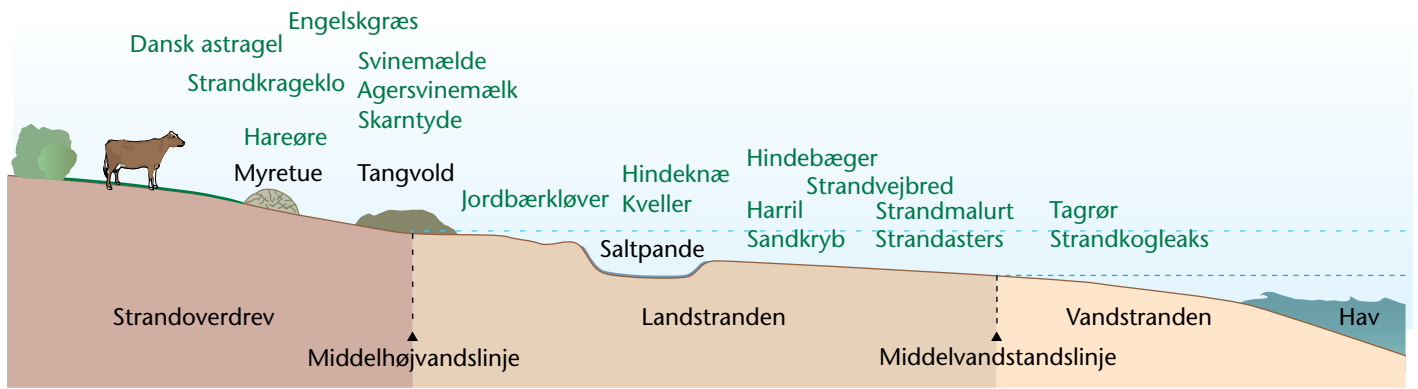 Engelskgræs
Dansk astragel
Strandkrageklo
Svinemælde
Agersvinemælk
Skarntyde
Hareøre
Myretue
Tangvold
Jordbærkløver
Hindeknæ
Kveller
Hindebæger
Strandvejbred
Harril
Sandkryb
Strandmalurt
Strandasters
Tagrør
Strandkogleaks
Saltpande
Strandoverdrev
Landstranden
Vandstranden
Hav
Middelhøjvandslinje
Middelvandstandslinje